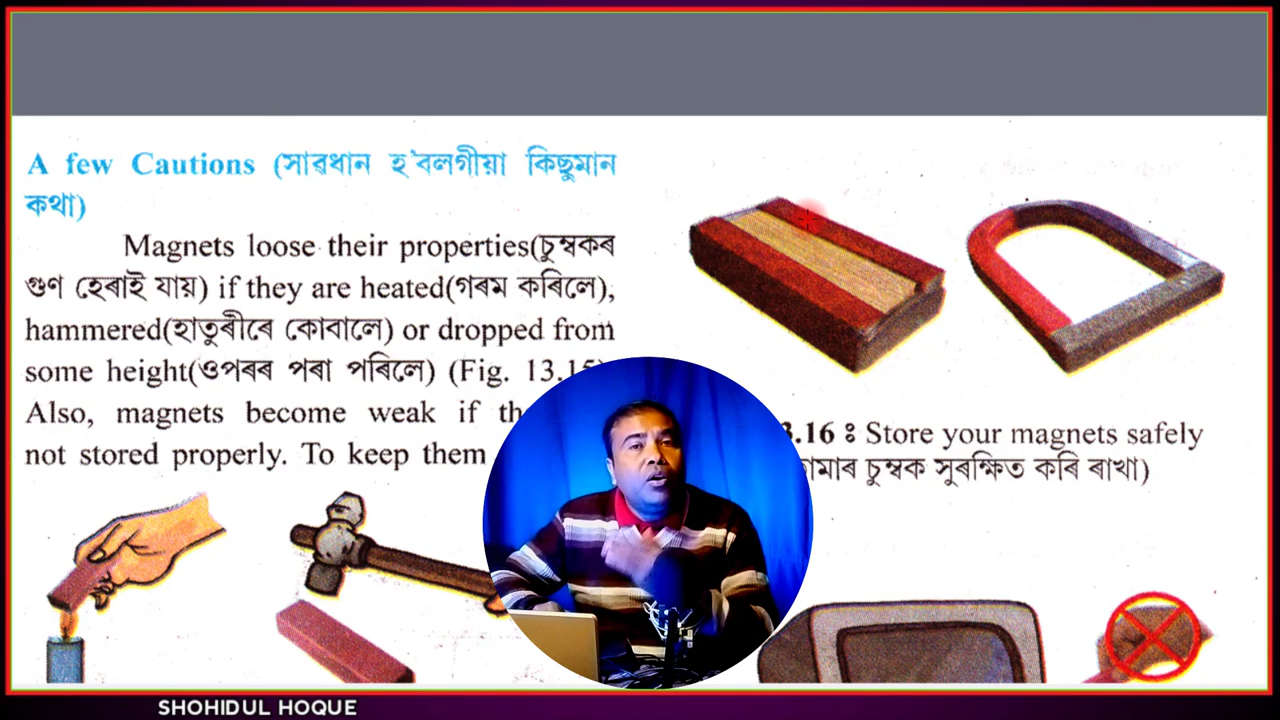 A few Cautions (সাৱধান হ'বলগীয়া কিছুমান
কথা)
Magnets loose their properties(চুম্বকৰ
গুণ হেৰাই যায়) if they are heated(গৰম কৰিলে),
hammered(হাতুৰীৰে কোবালে) or dropped from
some height(ওপৰৰ পৰা পৰিলে) (Fig. 13.15).
Also, magnets become weak if
not stored properly. To keep them
3.16 ঃ Store your magnets safely
চুম্বক সুৰক্ষিত কৰি ৰাখা)
SHOHIDUL HOQUE